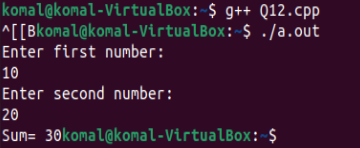 komal@komal-VirtualBox:~$ g++ Q12.cpp
^[[Bkomal@komal-VirtualBox:~$ ./a.out
Enter first number:
10
Enter second number:
20
Sum= 30komal@komal-VirtualBox:~$